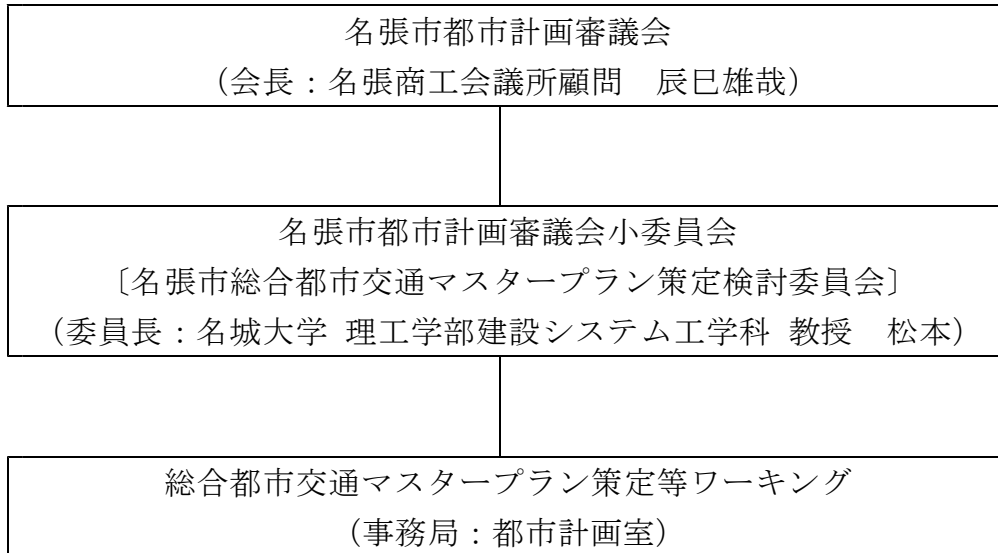 名張市都市計画審議会
（会長：名張商工会議所顧問　辰巳雄哉）
名張市都市計画審議会小委員会
〔名張市総合都市交通マスタープラン策定検討委員会〕
（委員長：名城大学 理工学部建設システム工学科 教授　松本）
総合都市交通マスタープラン策定等ワーキング
（事務局：都市計画室）